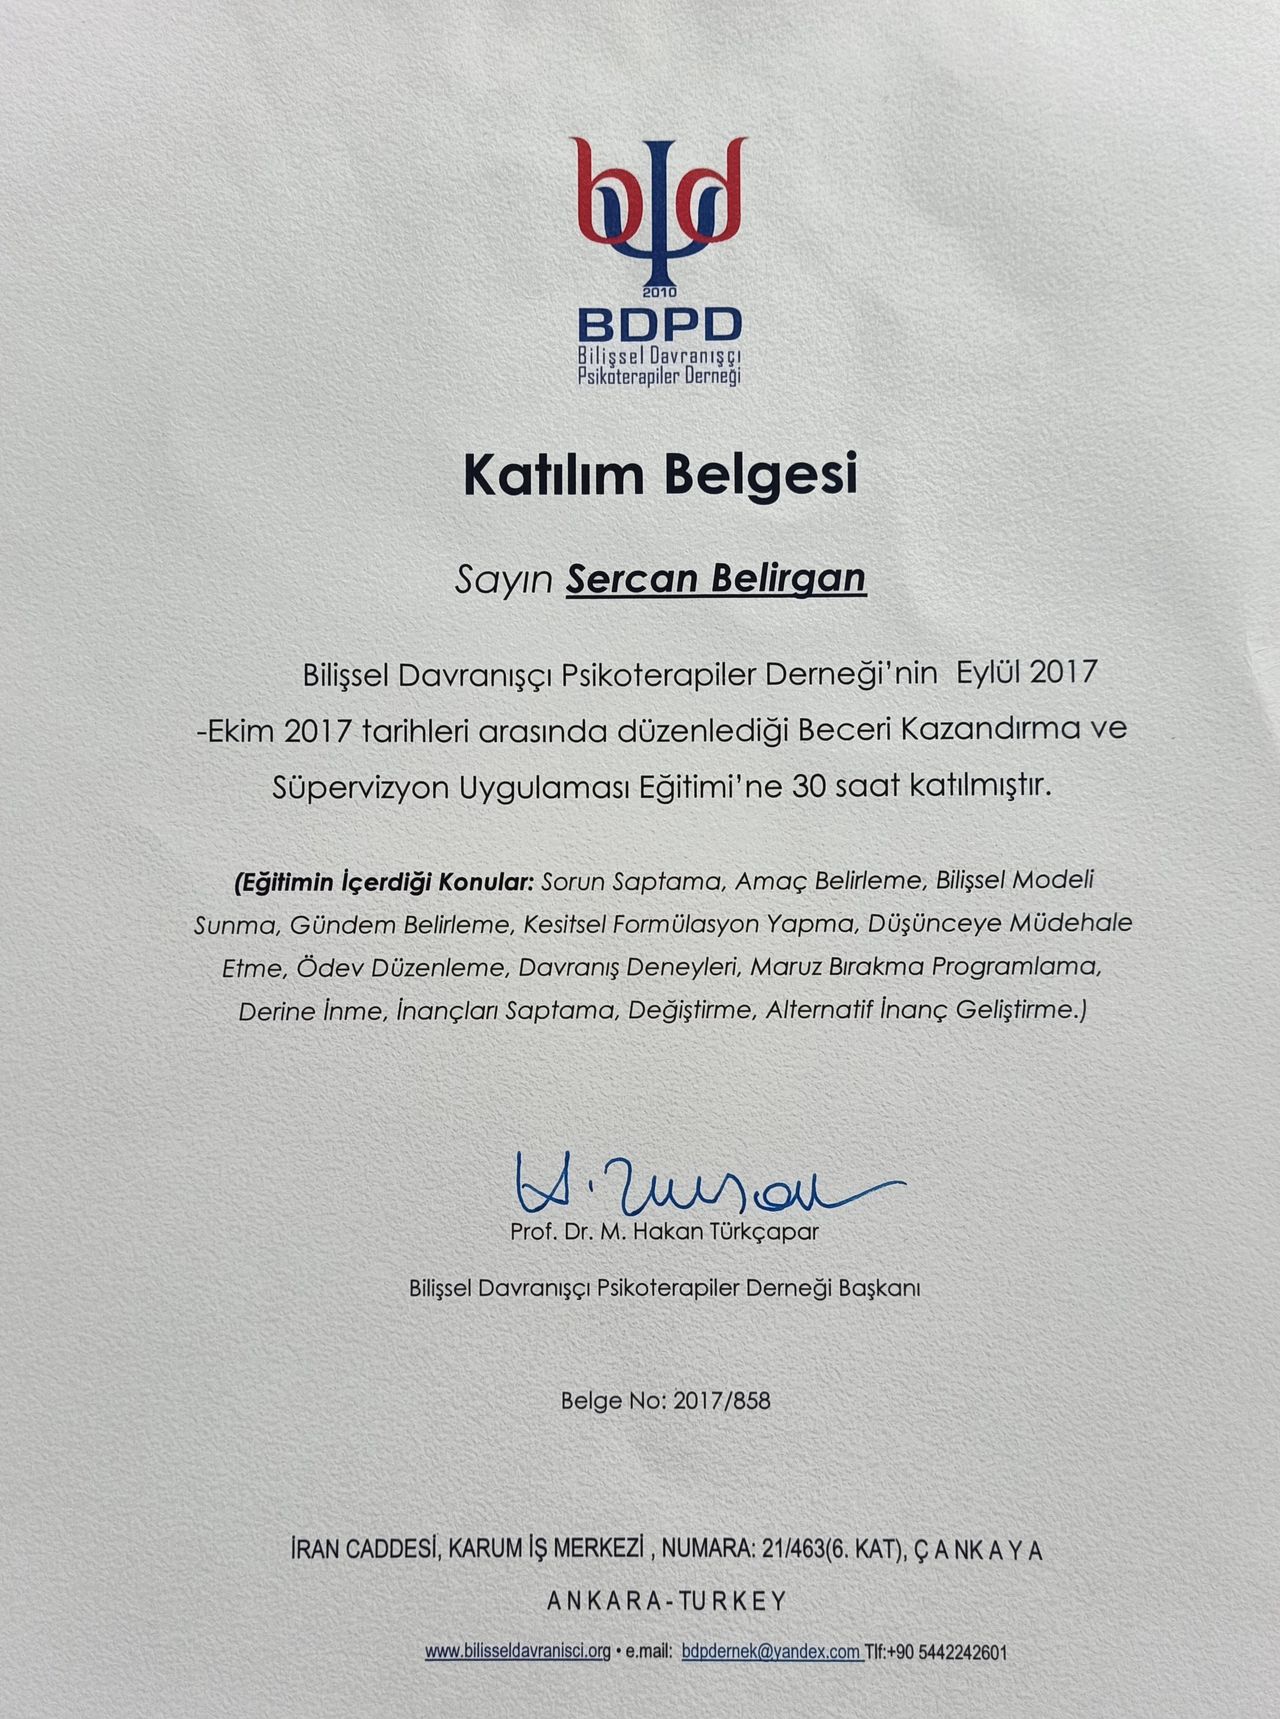 2010
BDPD
Bilişsel Davranışçı
Psikoterapiler Derneği
Katılım Belgesi
Sayın Sercan Belirgan
Bilişsel Davranışçı Psikoterapiler Derneği’nin Eylül 2017
-Ekim 2017 tarihleri arasında düzenlediği Beceri Kazandırma ve
Süpervizyon Uygulaması Eğitimi’ne 30 saat katılmıştır.
(Eğitimin İçerdiği Konular: Sorun Saptama, Amaç Belirleme, Bilişsel Modeli
Sunma, Gündem Belirleme, Kesitsel Formülasyon Yapma, Düşünceye Müdehale
Etme, Ödev Düzenleme, Davranış Deneyleri, Maruz Bırakma Programlama,
Derine İnme, İnançları Saptama, Değiştirme, Alternatif İnanç Geliştirme.)
Prof. Dr. M. Hakan Türkçapar
Bilişsel Davranışçı Psikoterapiler Derneği Başkanı
Belge No: 2017/858
İRAN CADDESİ, KARUM İŞ MERKEZİ , NUMARA: 21/463(6. KAT), Ç A NK A Y A
A N K A R A - TU R K E Y
www.bilisseldavranisci.org • e.mail: bdpdernek@yandex.com Tlf:+90 5442242601